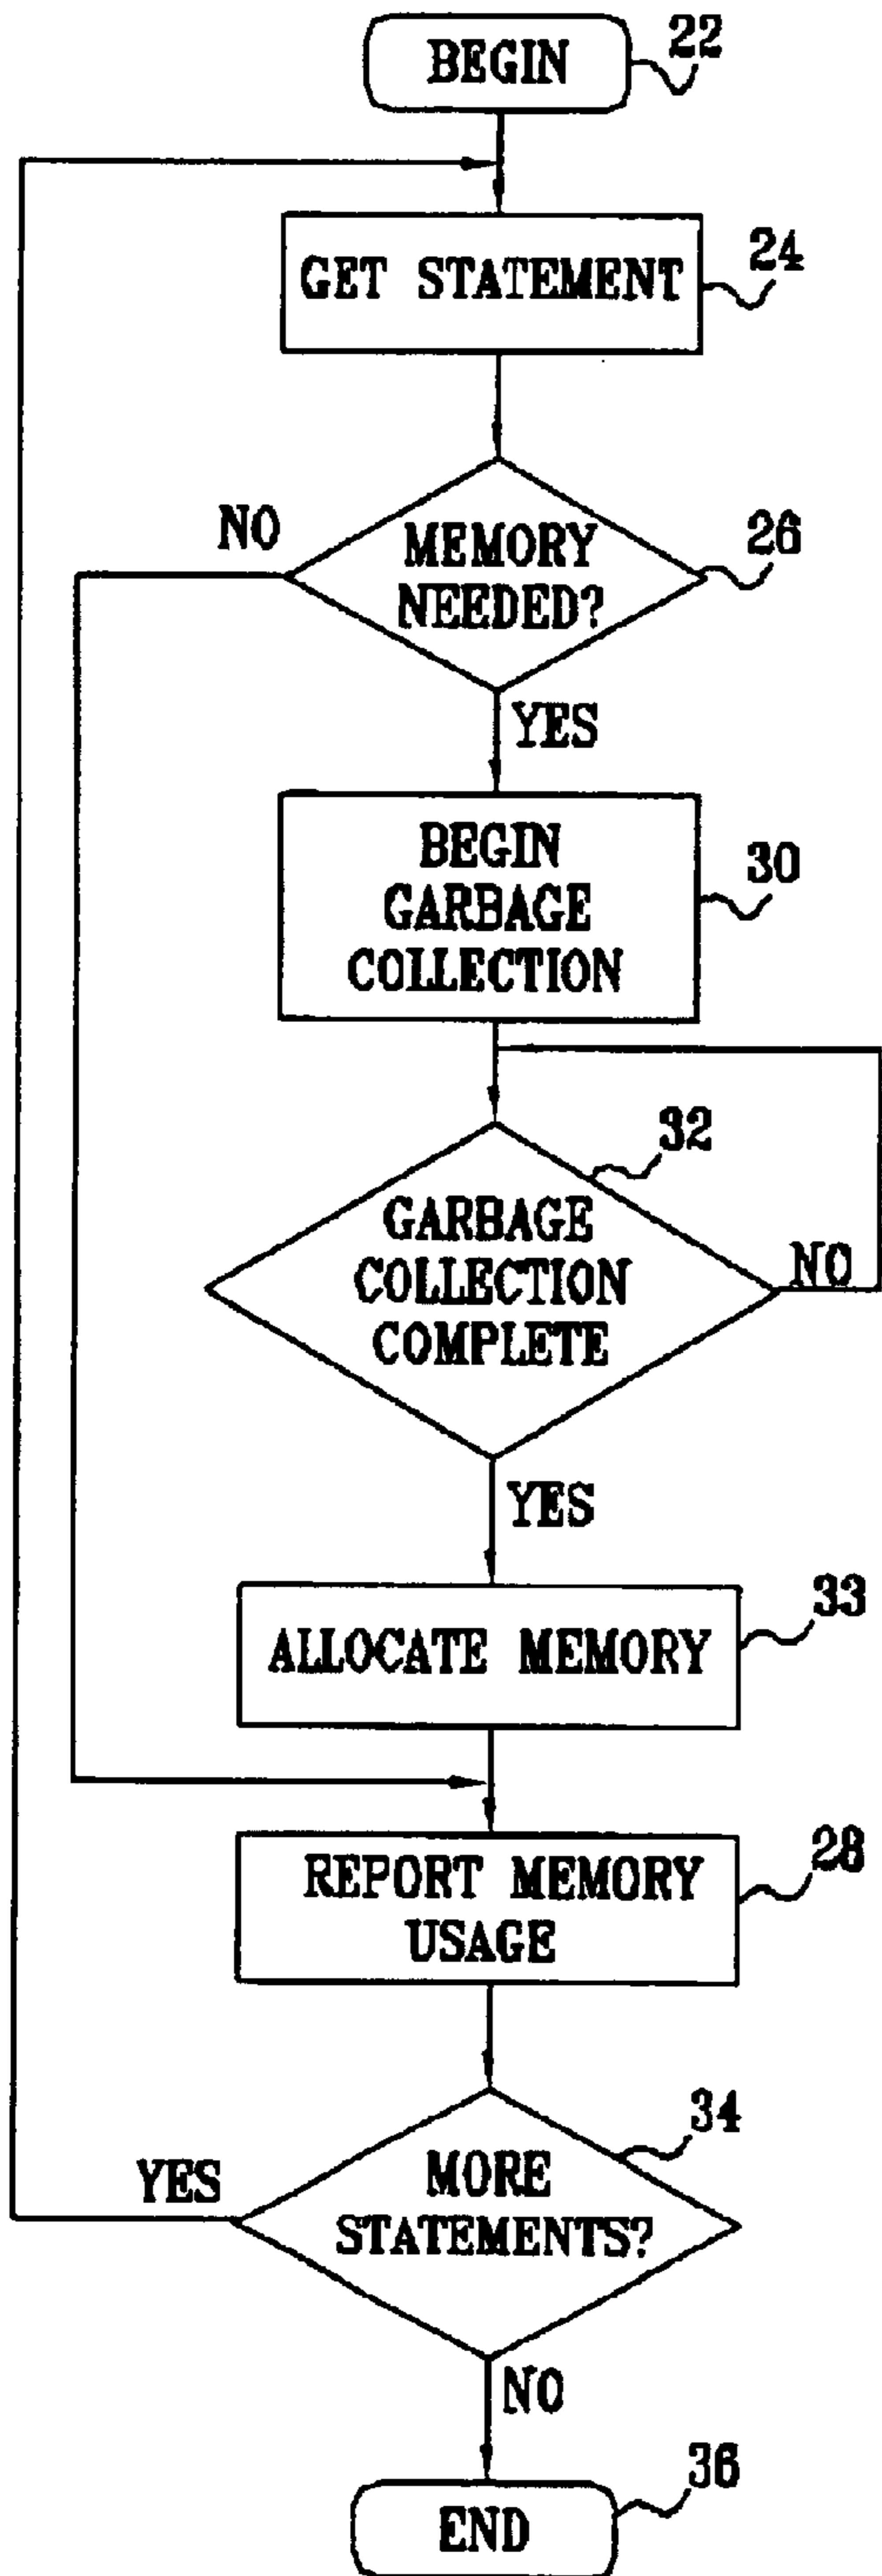 BEGIN
22
GET STATEMENT
24
NO
MEMORY
NEEDED?
26
YES
BEGIN
GARBAGE
COLLECTION
30
32
GARBAGE
COLLECTION
COMPLETE
NO
YES
33
ALLOCATE MEMORY
28
REPORT MEMORY
USAGE
34
YES
MORE
STATEMENTS?
NO
36
END